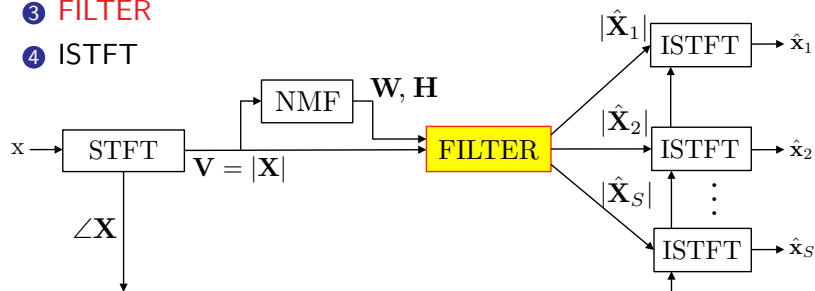 3 FILTER
4 ISTFT
x
STFT
V = |X|
∠X
NMF
W, H
FILTER
|X̂₁|
ISTFT
x̂₁
|X̂₂|
ISTFT
x̂₂
⋮
|X̂_S|
ISTFT
x̂_S